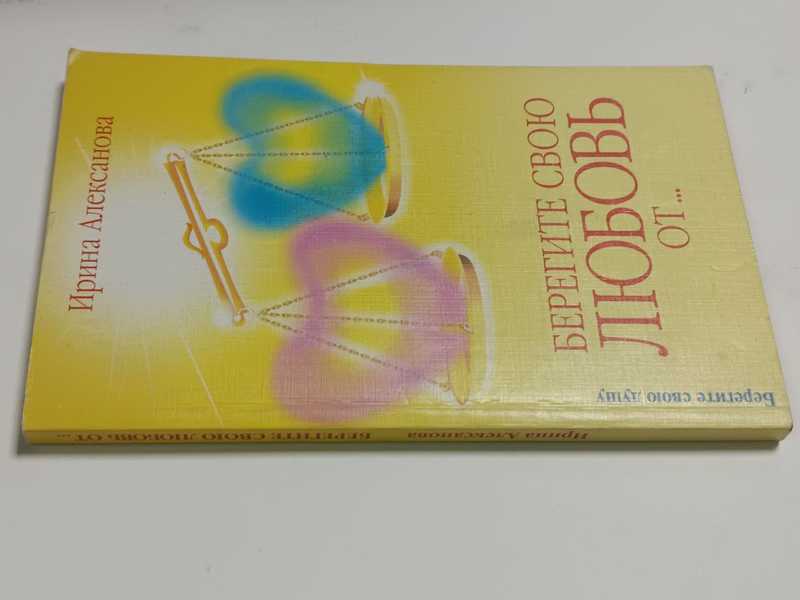 Ирина Алексанова
БЕРЕГИТЕ СВОЮ
ЛЮБОВЬ
ОТ...
Берегите свою душу
Ирина Алексанова
БЕРЕГИТЕ СВОЮ ЛЮБОВЬ ОТ...